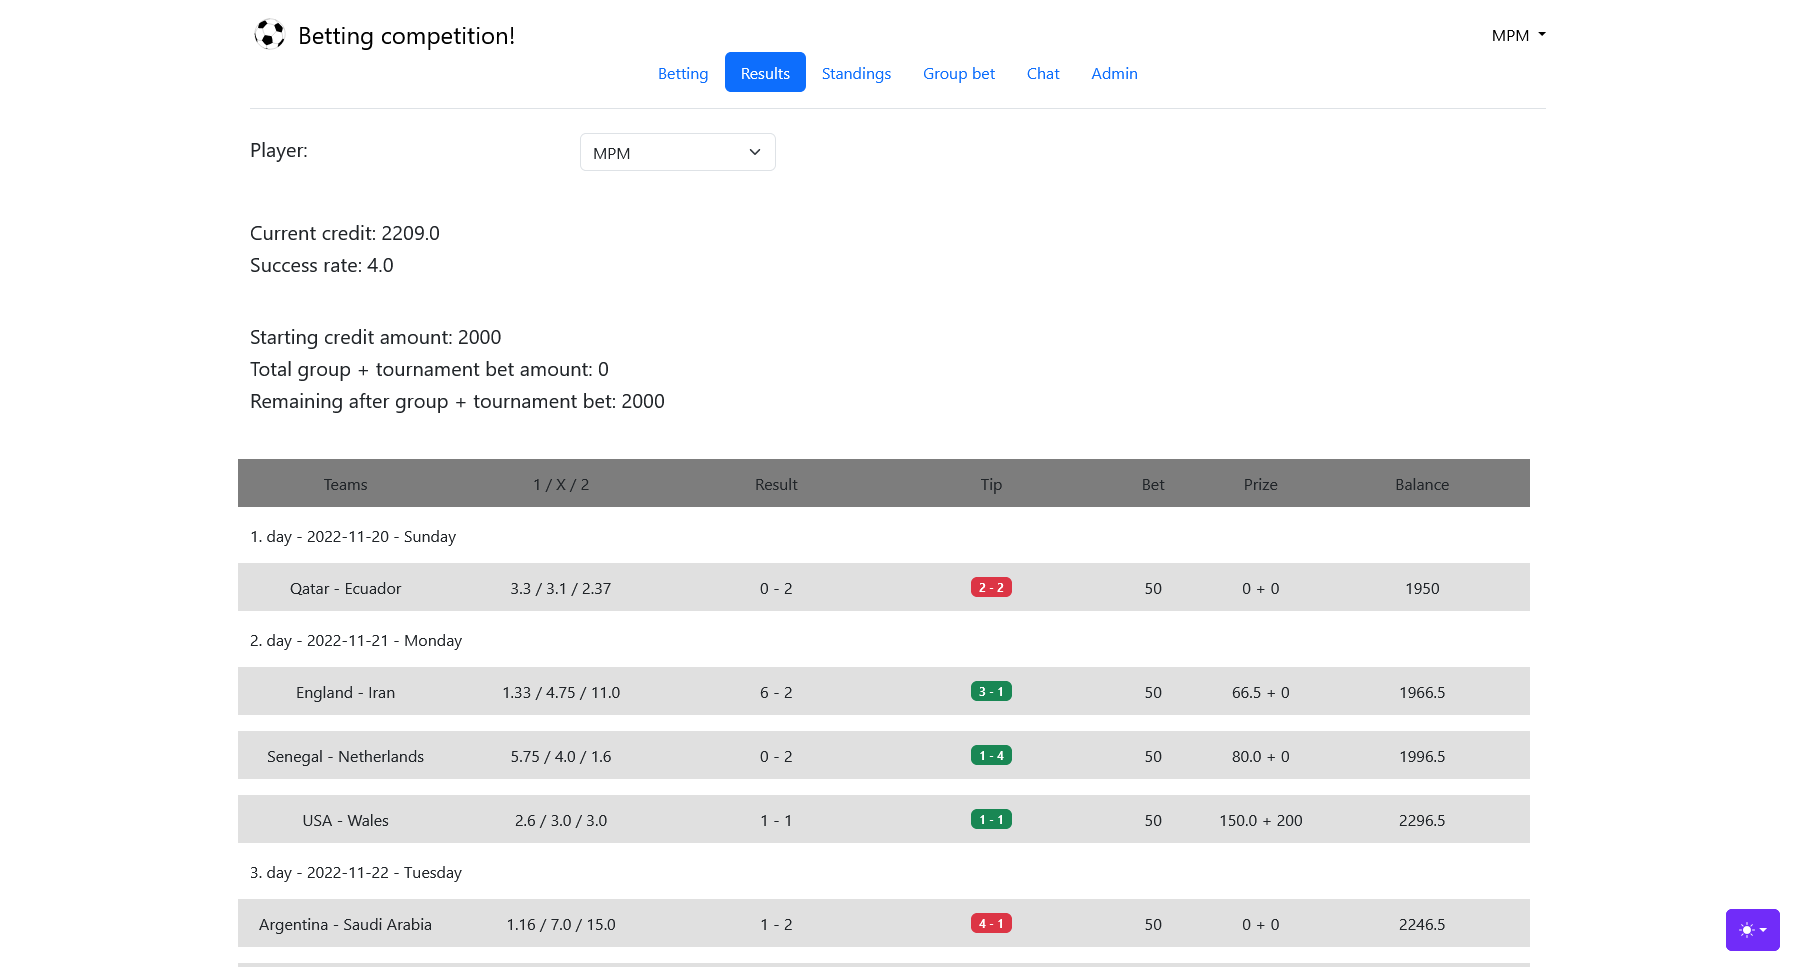 Betting competition!
MPM
Betting Results Standings Group bet Chat Admin
Player:
MPM
Current credit: 2209.0
Success rate: 4.0
Starting credit amount: 2000
Total group + tournament bet amount: 0
Remaining after group + tournament bet: 2000
Teams 1 / X / 2 Result Tip Bet Prize Balance
1. day - 2022-11-20 - Sunday
Qatar - Ecuador 3.3 / 3.1 / 2.37 0 - 2 2 - 2 50 0 + 0 1950
2. day - 2022-11-21 - Monday
England - Iran 1.33 / 4.75 / 11.0 6 - 2 3 - 1 50 66.5 + 0 1966.5
Senegal - Netherlands 5.75 / 4.0 / 1.6 0 - 2 1 - 4 50 80.0 + 0 1996.5
USA - Wales 2.6 / 3.0 / 3.0 1 - 1 1 - 1 50 150.0 + 200 2296.5
3. day - 2022-11-22 - Tuesday
Argentina - Saudi Arabia 1.16 / 7.0 / 15.0 1 - 2 4 - 1 50 0 + 0 2246.5